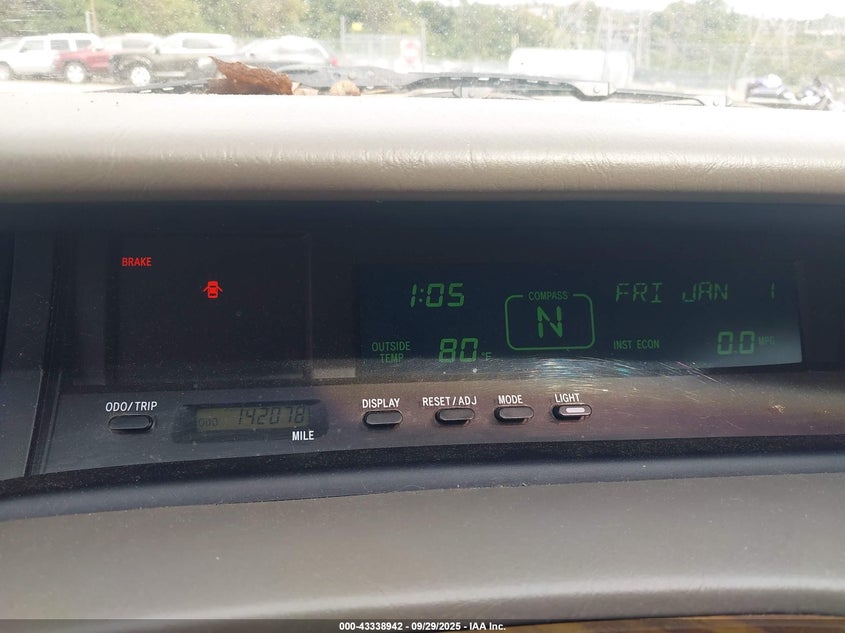 BRAKE
1:05
COMPASS
N
FRI JAN 1
OUTSIDE TEMP 80°F
INST ECON 0.0 MPG
ODO/TRIP
ODO 142078
MILE
DISPLAY
RESET/ADJ
MODE
LIGHT
000-43338942 - 09/29/2025 - IAA Inc.